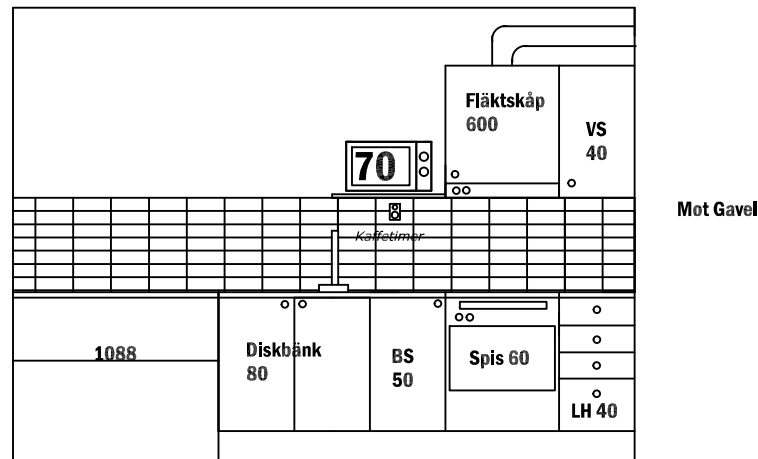 Fläktskåp
600
VS
40
70
Mot Gavel
Kaffetimer
1088
Diskbänk
80
BS
50
Spis 60
LH 40